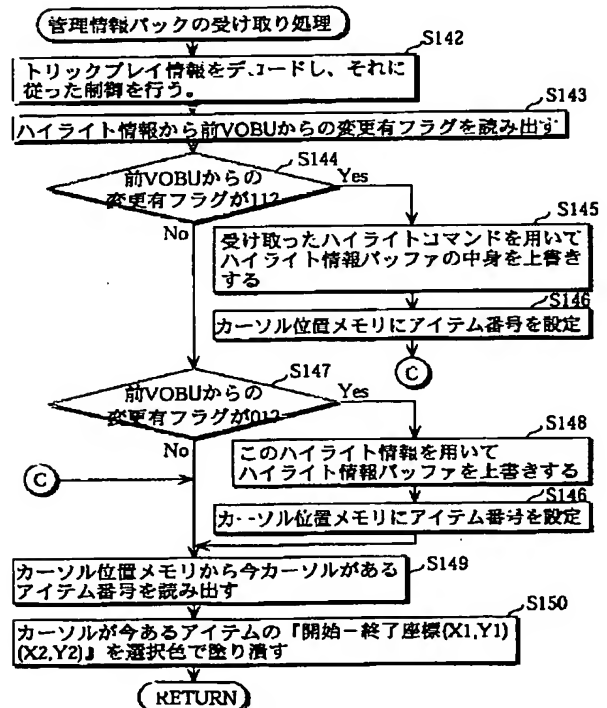 管理情報パックの受け取り処理
S142
トリックプレイ情報をデコードし、それに
従った制御を行う。
S143
ハイライト情報から前VOBUからの変更有フラグを読み出す
S144
前VOBUからの
変更有フラグが11?
Yes
No
S145
受け取ったハイライトコマンドを用いて
ハイライト情報バッファの中身を上書き
する
S146
カーソル位置メモリにアイテム番号を設定
C
S147
前VOBUからの
変更有フラグが01?
Yes
No
S148
このハイライト情報を用いて
ハイライト情報バッファを上書きする
C
S146
カーソル位置メモリにアイテム番号を設定
S149
カーソル位置メモリから今カーソルがある
アイテム番号を読み出す
S150
カーソルが今あるアイテムの『開始－終了座標(X1,Y1)
(X2,Y2)』を選択色で塗り潰す
RETURN